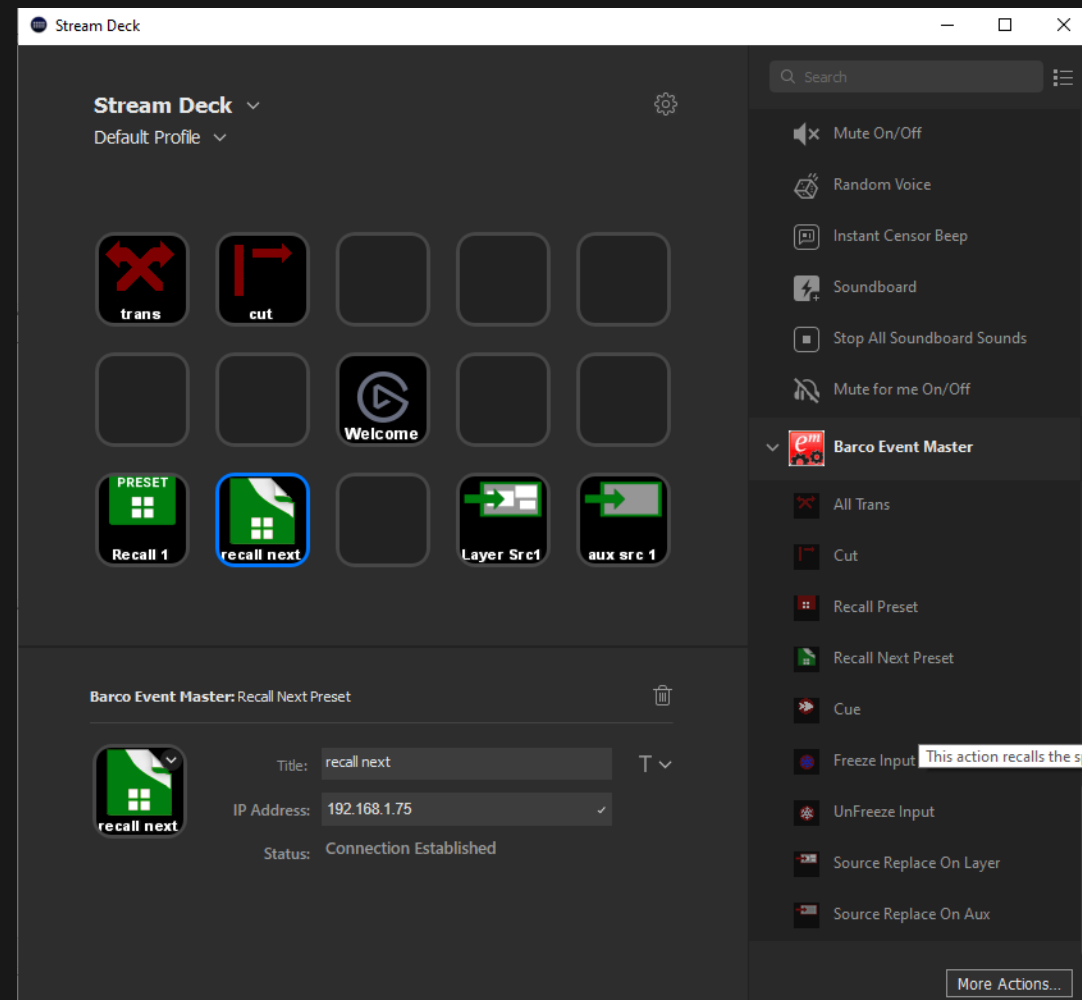 Stream Deck
Search
Stream Deck
Default Profile
Mute On/Off
Random Voice
Instant Censor Beep
Soundboard
Stop All Soundboard Sounds
Mute for me On/Off
Barco Event Master
All Trans
Cut
Recall Preset
Recall Next Preset
Cue
Freeze Input
This action recalls the
UnFreeze Input
Source Replace On Layer
Source Replace On Aux
More Actions...
trans
cut
Welcome
PRESET
Recall 1
recall next
Layer Src1
aux src 1
Barco Event Master: Recall Next Preset
recall next
Title: recall next
T
IP Address: 192.168.1.75
Status: Connection Established
em